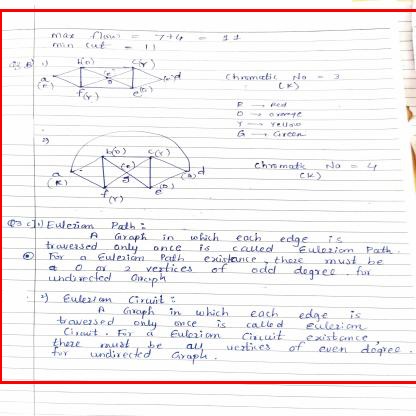 max flow = 7+4 = 11
min cut = 11
1)
b(O) c(Y)
a (R) d
f(Y) e(O)
Chromatic No = 3
(K)
R → Red
O → orange
Y → yellow
G → Green
2)
b(O) c(Y)
a (R) (G) d
g
f(Y) e(O)
Chromatic No = 4
(K)
Q3 c) 1) Eulerian Path :
A Graph in which each edge is
traversed only once is called Eulerian Path.
For a Eulerian Path existance, there must be
0 or 2 vertices of odd degree. for
undirected Graph
2) Eulerian Circuit :
A Graph in which each edge is
traversed only once is called Eulerian
Circuit. For a Eulerian Circuit existance,
there must be all vertices of even degree.
for undirected Graph.